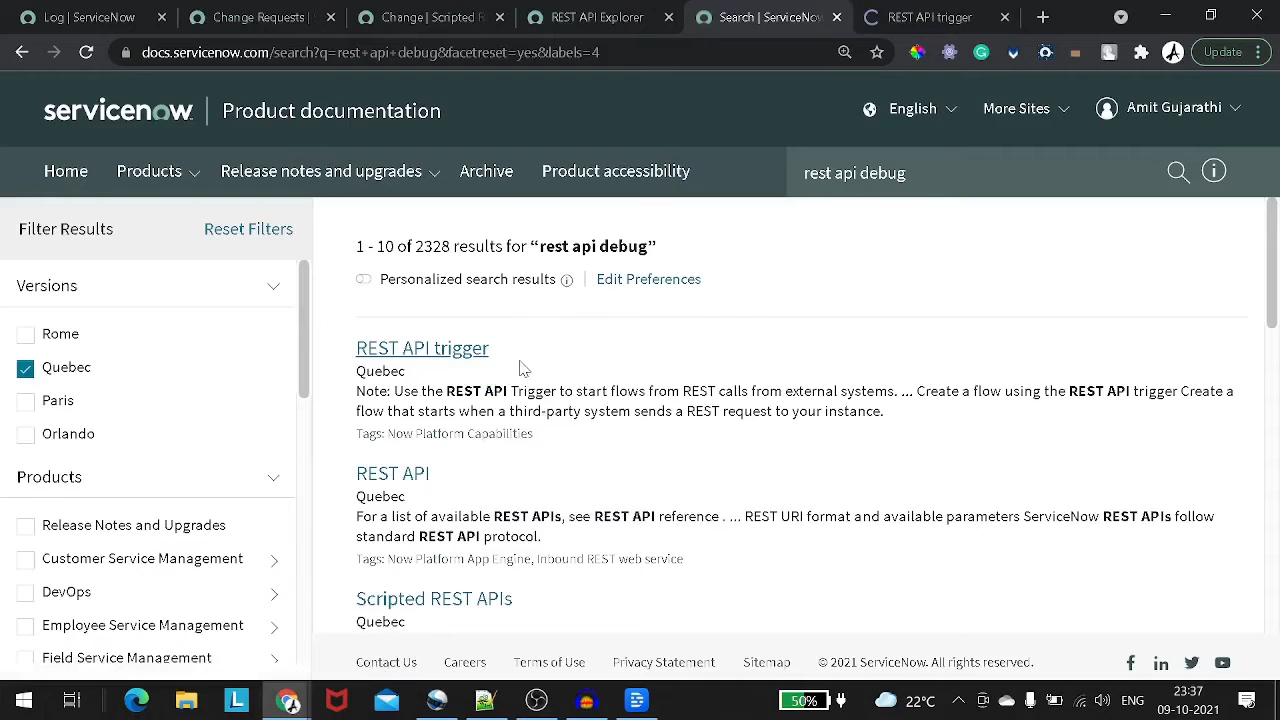 Log | ServiceNow
Change Requests |
Change | Scripted R
REST API Explorer
Search | ServiceNow
REST API trigger
docs.servicenow.com/search?q=rest+api+debug&facetreset=yes&labels=4
Update
servicenow
Product documentation
English
More Sites
Amit Gujarathi
Home
Products
Release notes and upgrades
Archive
Product accessibility
rest api debug
Filter Results
Reset Filters
Versions
Rome
Quebec
Paris
Orlando
Products
Release Notes and Upgrades
Customer Service Management
DevOps
Employee Service Management
Field Service Management
1 - 10 of 2328 results for “rest api debug”
Personalized search results
Edit Preferences
REST API trigger
Quebec
Note: Use the REST API Trigger to start flows from REST calls from external systems. ... Create a flow using the REST API trigger Create a
flow that starts when a third-party system sends a REST request to your instance.
Tags: Now Platform Capabilities
REST API
Quebec
For a list of available REST APIs, see REST API reference . ... REST URI format and available parameters ServiceNow REST APIs follow
standard REST API protocol.
Tags: Now Platform App Engine, Inbound REST web service
Scripted REST APIs
Quebec
Contact Us
Careers
Terms of Use
Privacy Statement
Sitemap
© 2021 ServiceNow. All rights reserved.
50%
22°C
ENG
23:37
09-10-2021